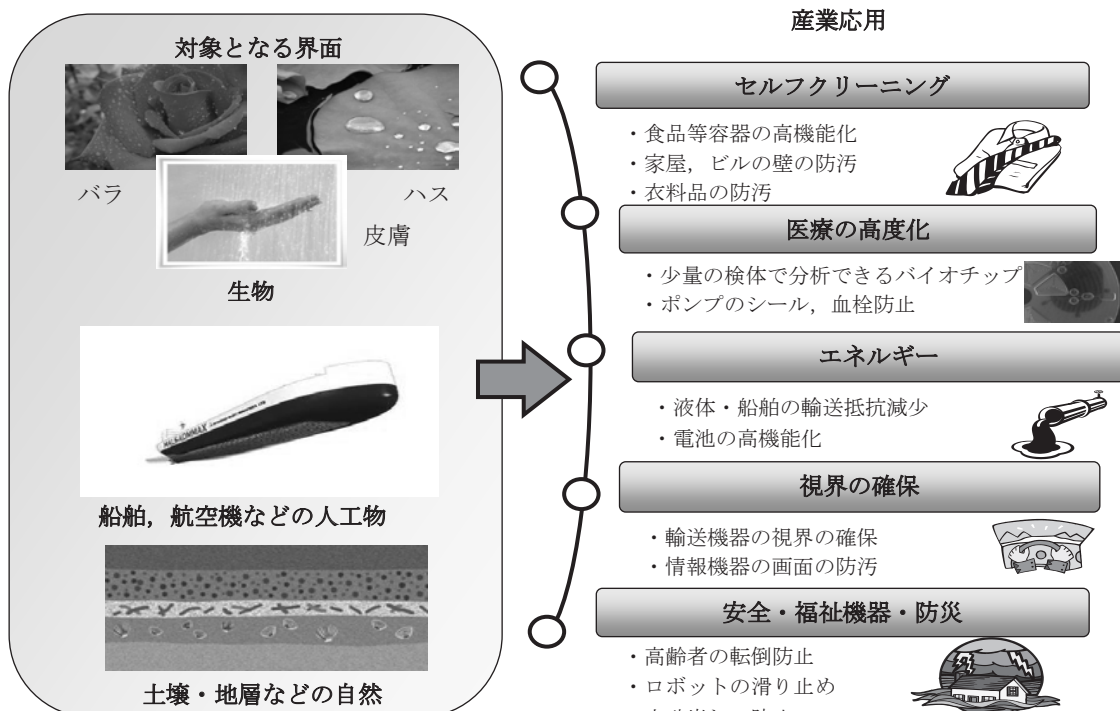 対象となる界面
バラ
ハス
皮膚
生物
船舶，航空機などの人工物
土壌・地層などの自然
産業応用
セルフクリーニング
・食品等容器の高機能化
・家屋，ビルの壁の防汚
・衣料品の防汚
医療の高度化
・少量の検体で分析できるバイオチップ
・ポンプのシール，血栓防止
エネルギー
・液体・船舶の輸送抵抗減少
・電池の高機能化
視界の確保
・輸送機器の視界の確保
・情報機器の画面の防汚
安全・福祉機器・防災
・高齢者の転倒防止
・ロボットの滑り止め